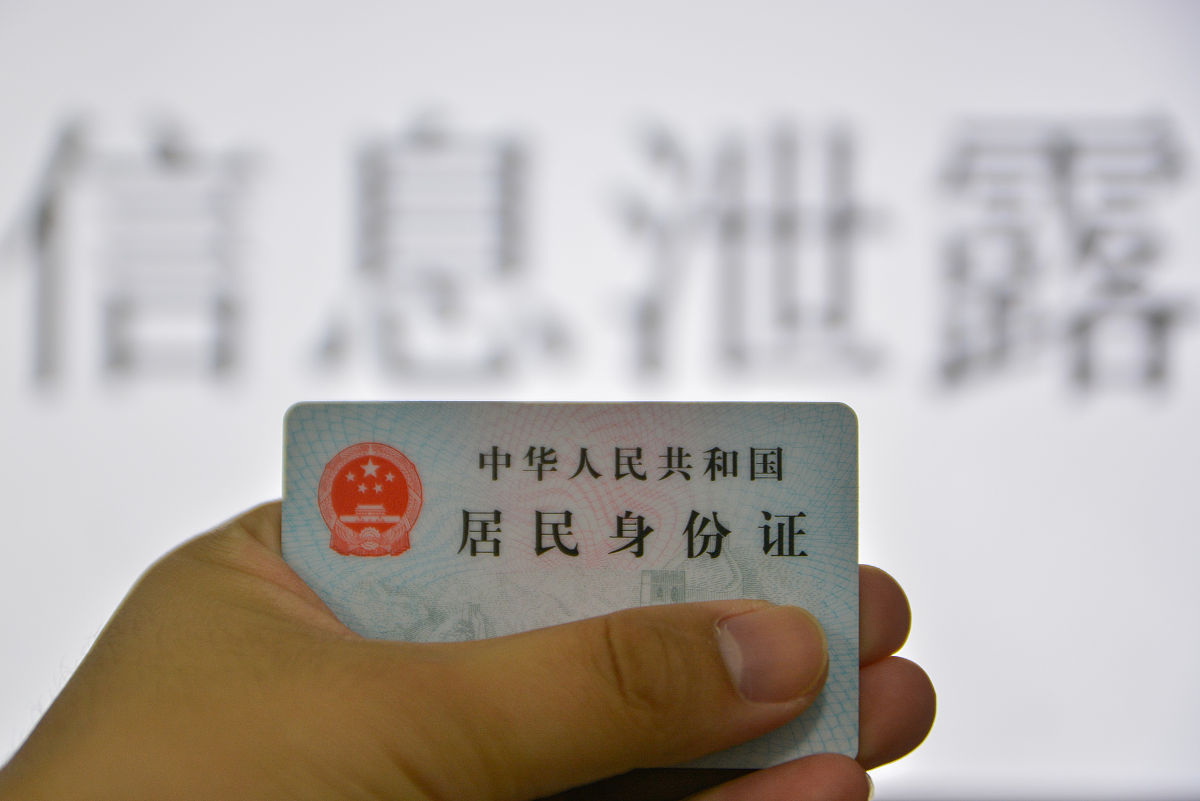 信息泄露
中华人民共和国
居民身份证